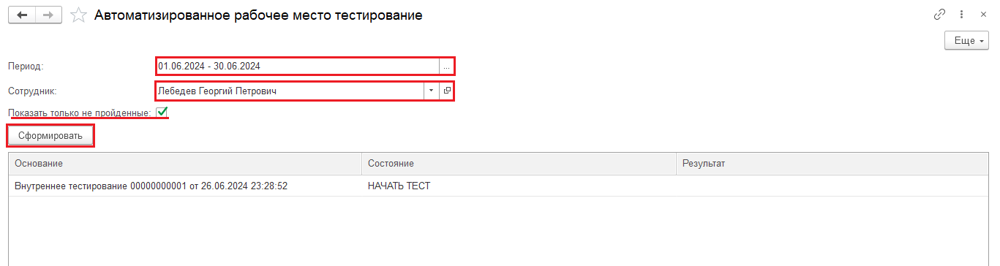 Автоматизированное рабочее место тестирование
Еще
Период: 01.06.2024 - 30.06.2024 ...
Сотрудник: Лебедев Георгий Петрович
Показать только не пройденные:
Сформировать
Основание Состояние Результат
Внутреннее тестирование 00000000001 от 26.06.2024 23:28:52 НАЧАТЬ ТЕСТ